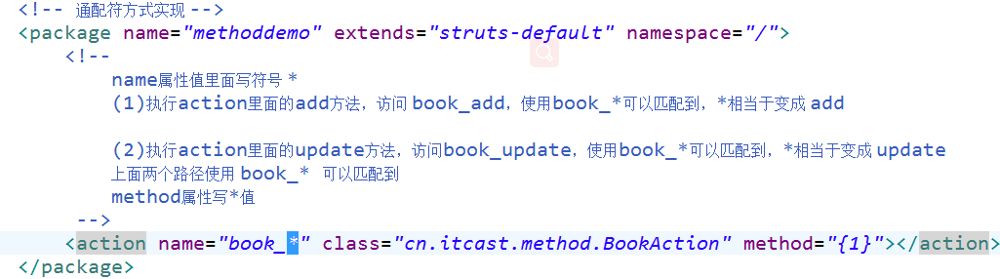 <!-- 通配符方式实现 -->
<package name="methoddemo" extends="struts-default" namespace="/">
<!--
name属性值里面写符号 *
(1)执行action里面的add方法，访问 book_add，使用book_*可以匹配到，*相当于变成 add
(2)执行action里面的update方法，访问book_update，使用book_*可以匹配到，*相当于变成 update
上面两个路径使用 book_* 可以匹配到
method属性写*值
-->
<action name="book_*" class="cn.itcast.method.BookAction" method="{1}"></action>
</package>